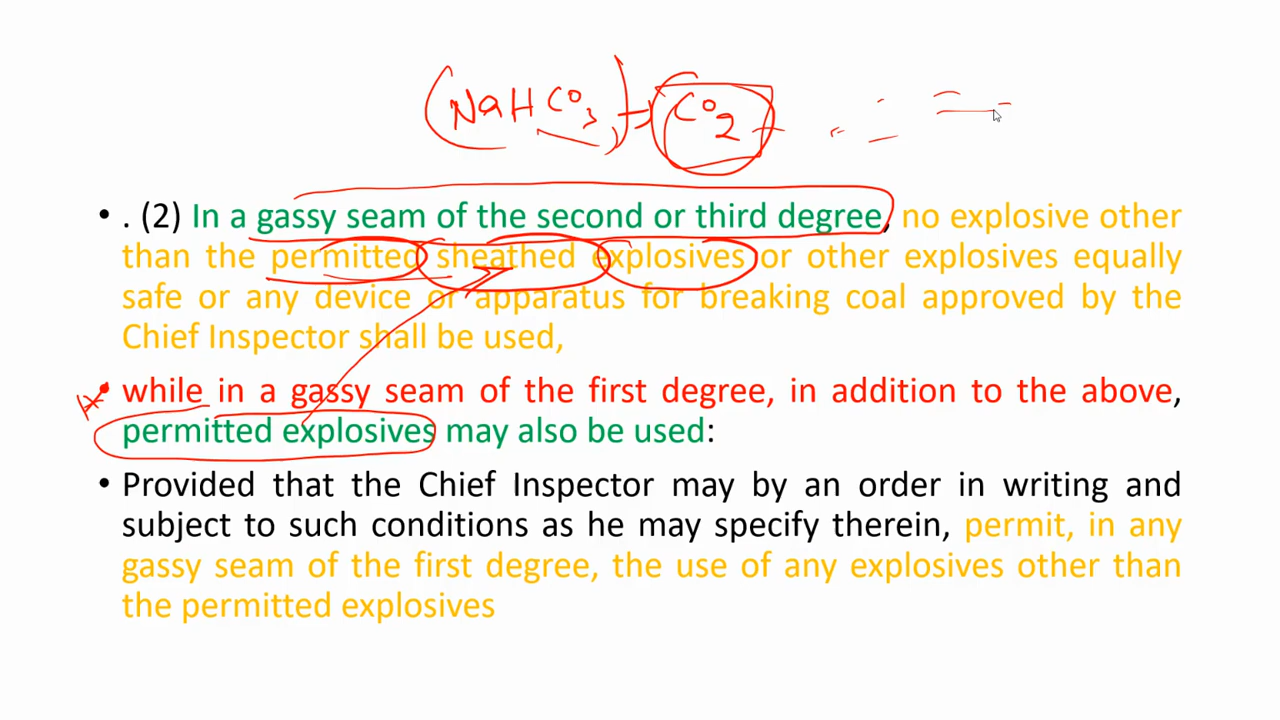 (NaHCO3) → CO2
• . (2) In a gassy seam of the second or third degree, no explosive other
than the permitted sheathed explosives or other explosives equally
safe or any device or apparatus for breaking coal approved by the
Chief Inspector shall be used,
• while in a gassy seam of the first degree, in addition to the above,
permitted explosives may also be used:
• Provided that the Chief Inspector may by an order in writing and
subject to such conditions as he may specify therein, permit, in any
gassy seam of the first degree, the use of any explosives other than
the permitted explosives